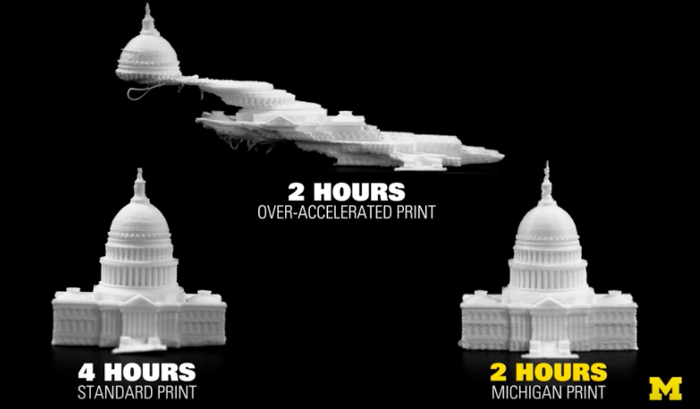 2 HOURS
OVER-ACCELERATED PRINT
4 HOURS
STANDARD PRINT
2 HOURS
MICHIGAN PRINT
M